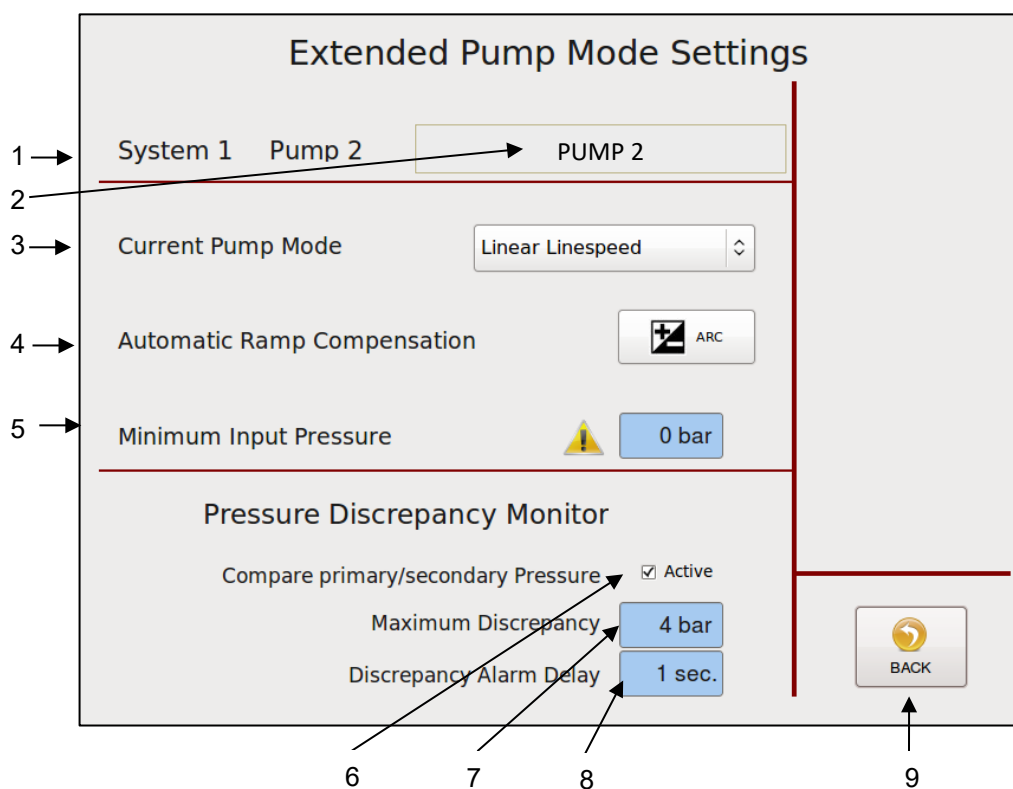 Extended Pump Mode Settings
1 System 1 Pump 2 PUMP 2
2
3 Current Pump Mode Linear Linespeed
4 Automatic Ramp Compensation ARC
5 Minimum Input Pressure 0 bar
Pressure Discrepancy Monitor
Compare primary/secondary Pressure Active
Maximum Discrepancy 4 bar
Discrepancy Alarm Delay 1 sec.
BACK
6 7 8 9